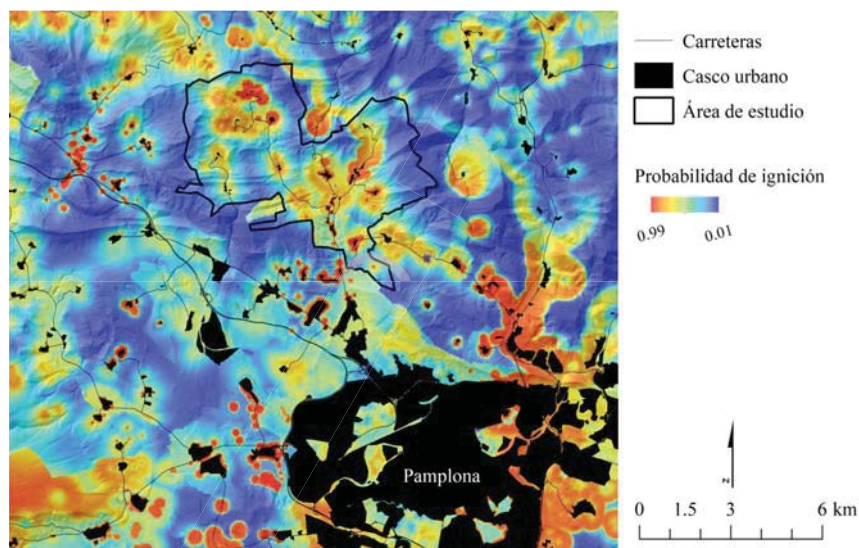 Carreteras
Casco urbano
Área de estudio
Probabilidad de ignición
0.99
0.01
Pamplona
z
0 1.5 3 6 km